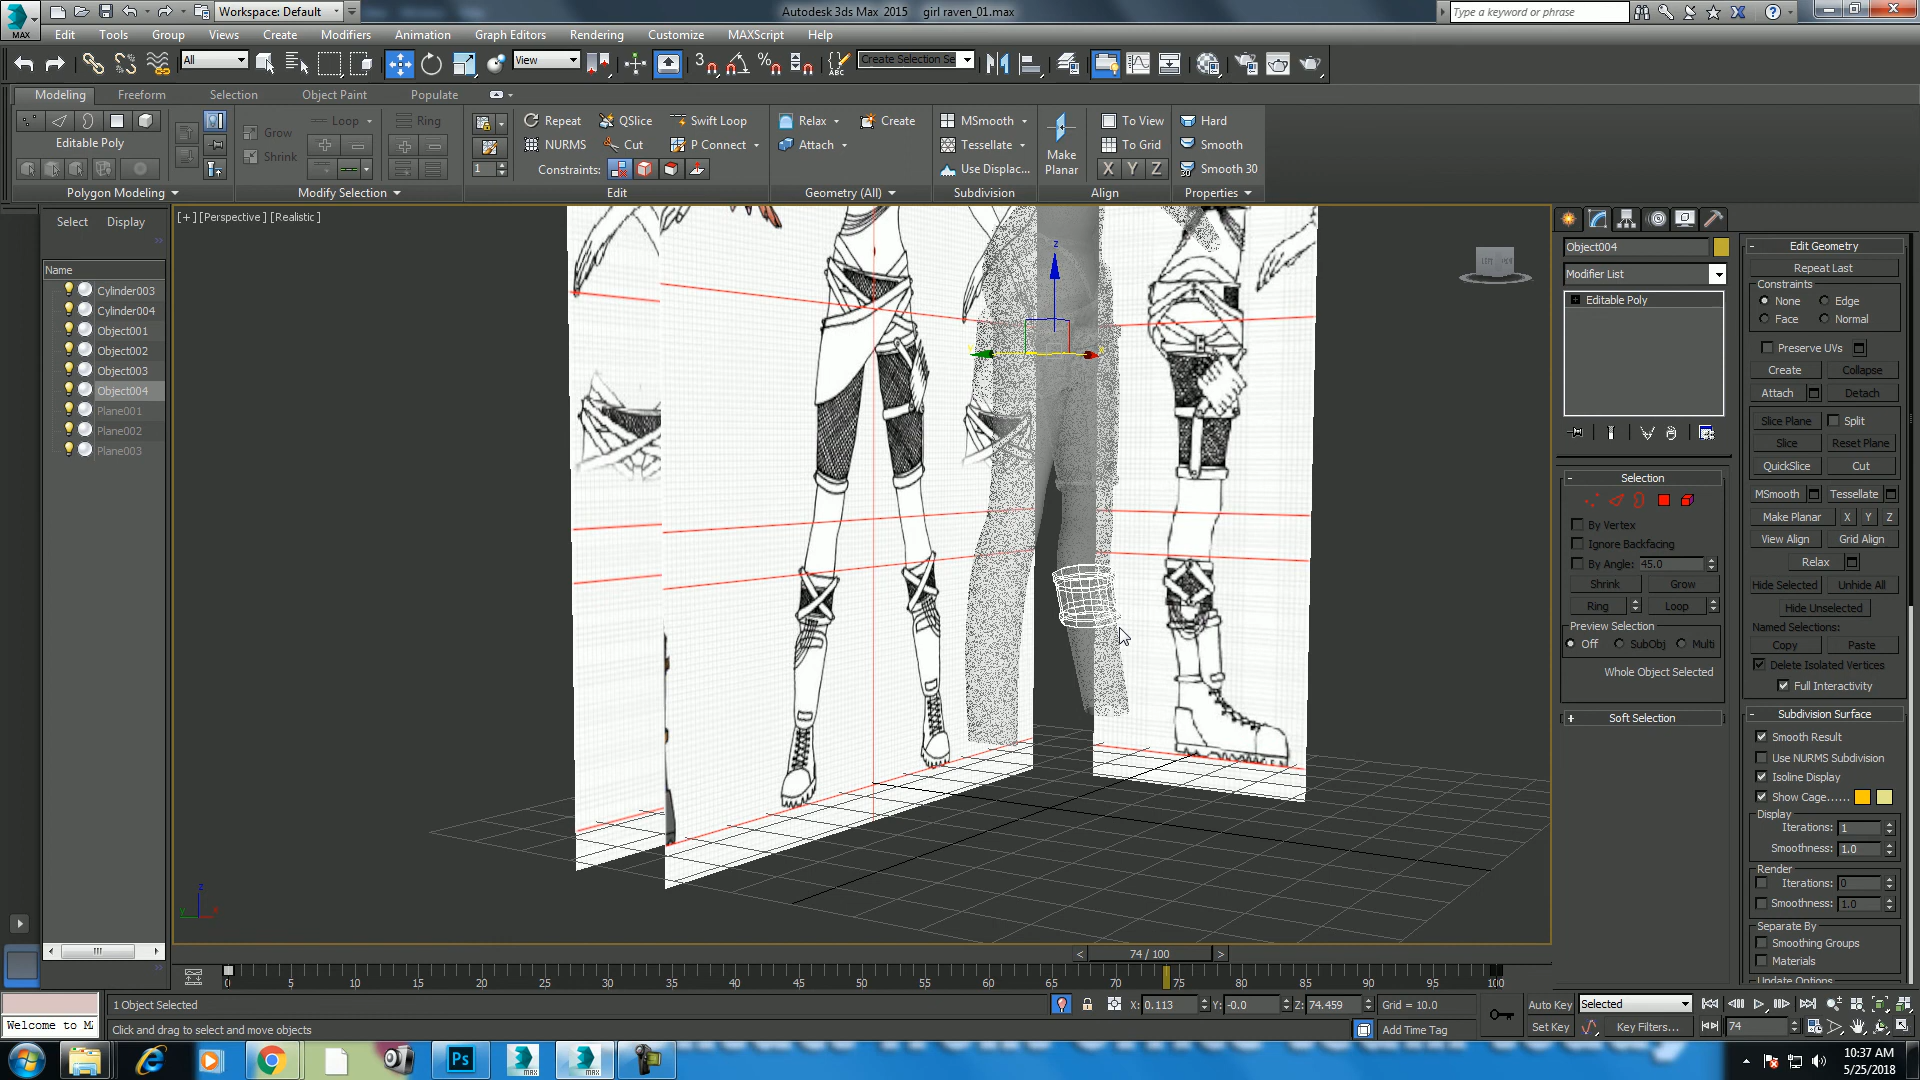 Workspace: Default
Autodesk 3ds Max 2015 girl raven_01.max
Type a keyword or phrase
MAX
Edit Tools Group Views Create Modifiers Animation Graph Editors Rendering Customize MAXScript Help
All View Create Selection Se
Modeling Freeform Selection Object Paint Populate
Editable Poly
Polygon Modeling
Grow Shrink Loop Ring
Modify Selection
Repeat QSlice Swift Loop
NURMS Cut P Connect
1 Constraints:
Edit
Relax Create
Attach
Geometry (All)
MSmooth
Tessellate
Use Displac...
Subdivision
Make Planar
To View
To Grid
X Y Z
Align
Hard
Smooth
Smooth 30
Properties
Select Display
Name
Cylinder003
Cylinder004
Object001
Object002
Object003
Object004
Plane001
Plane002
Plane003
[+] [Perspective] [Realistic]
Object004
Modifier List
Editable Poly
Selection
By Vertex
Ignore Backfacing
By Angle: 45.0
Shrink Grow
Ring Loop
Preview Selection
Off SubObj Multi
Whole Object Selected
Soft Selection
Edit Geometry
Repeat Last
Constraints
None Edge
Face Normal
Preserve UVs
Create Collapse
Attach Detach
Slice Plane Split
Slice Reset Plane
QuickSlice Cut
MSmooth Tessellate
Make Planar X Y Z
View Align Grid Align
Relax
Hide Selected Unhide All
Hide Unselected
Named Selections:
Copy Paste
Delete Isolated Vertices
Full Interactivity
Subdivision Surface
Smooth Result
Use NURMS Subdivision
Isoline Display
Show Cage......
Display
Iterations: 1
Smoothness: 1.0
Render
Iterations: 0
Smoothness: 1.0
Separate By
Smoothing Groups
Materials
Update Options
74 / 100
0 5 10 15 20 25 30 35 40 45 50 55 60 65 70 75 80 85 90 95 100
1 Object Selected
X: 0.113 Y: -0.0 Z: 74.459 Grid = 10.0
Auto Key Selected
Welcome to M
Click and drag to select and move objects
Add Time Tag
Set Key Key Filters... 74
Ps
MAX MAX
10:37 AM
5/25/2018